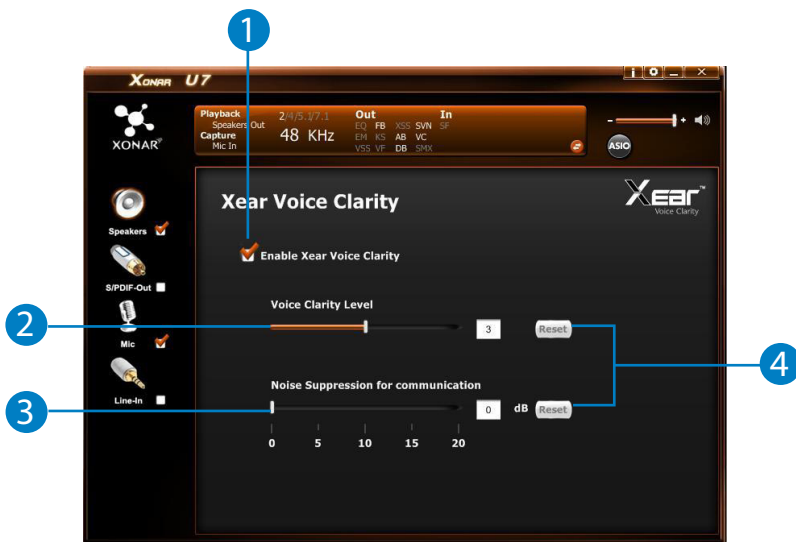 1
XONAR U7
XONAR®
Playback 2/4/5.1/7.1 Out In
Speakers Out EQ FB XSS SVN SF
Capture 48 KHz EM KS AB VC
Mic In VSS VF DB SMX
- +
ASIO
Xear Voice Clarity
Xear™
Voice Clarity
Speakers
Enable Xear Voice Clarity
S/PDIF-Out
Voice Clarity Level
2
3 Reset
Mic
4
Noise Suppression for communication
Line-In
3
0 dB Reset
0 5 10 15 20